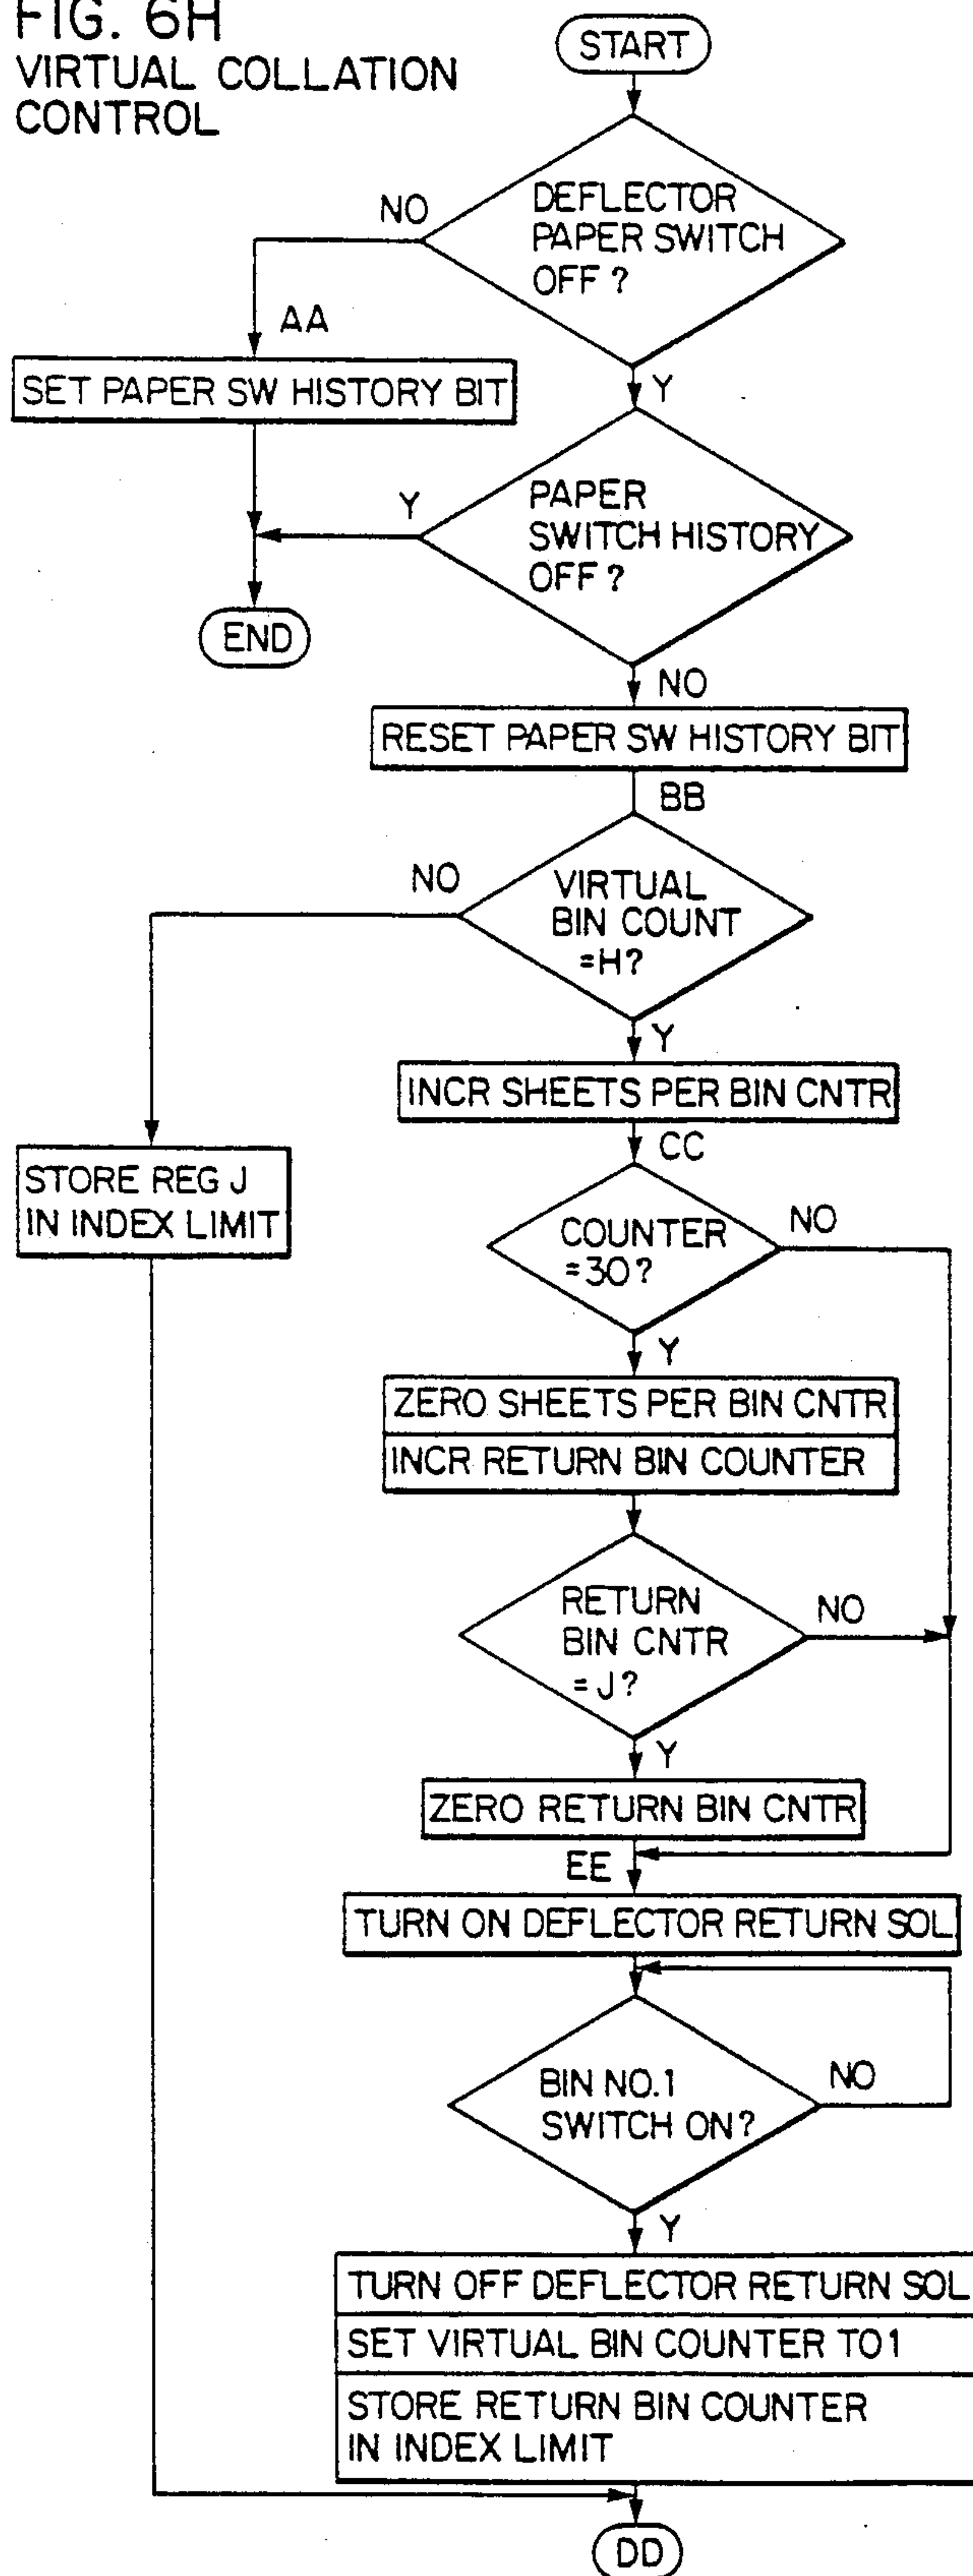 FIG. 6H
VIRTUAL COLLATION
CONTROL
START
DEFLECTOR
PAPER SWITCH
OFF?
NO
AA
SET PAPER SW HISTORY BIT
Y
PAPER
SWITCH HISTORY
OFF?
Y
END
NO
RESET PAPER SW HISTORY BIT
BB
VIRTUAL
BIN COUNT
=H?
NO
Y
INCR SHEETS PER BIN CNTR
CC
STORE REG J
IN INDEX LIMIT
COUNTER
=30?
NO
Y
ZERO SHEETS PER BIN CNTR
INCR RETURN BIN COUNTER
RETURN
BIN CNTR
=J?
NO
Y
ZERO RETURN BIN CNTR
EE
TURN ON DEFLECTOR RETURN SOL
BIN NO.1
SWITCH ON?
NO
Y
TURN OFF DEFLECTOR RETURN SOL
SET VIRTUAL BIN COUNTER TO 1
STORE RETURN BIN COUNTER
IN INDEX LIMIT
DD